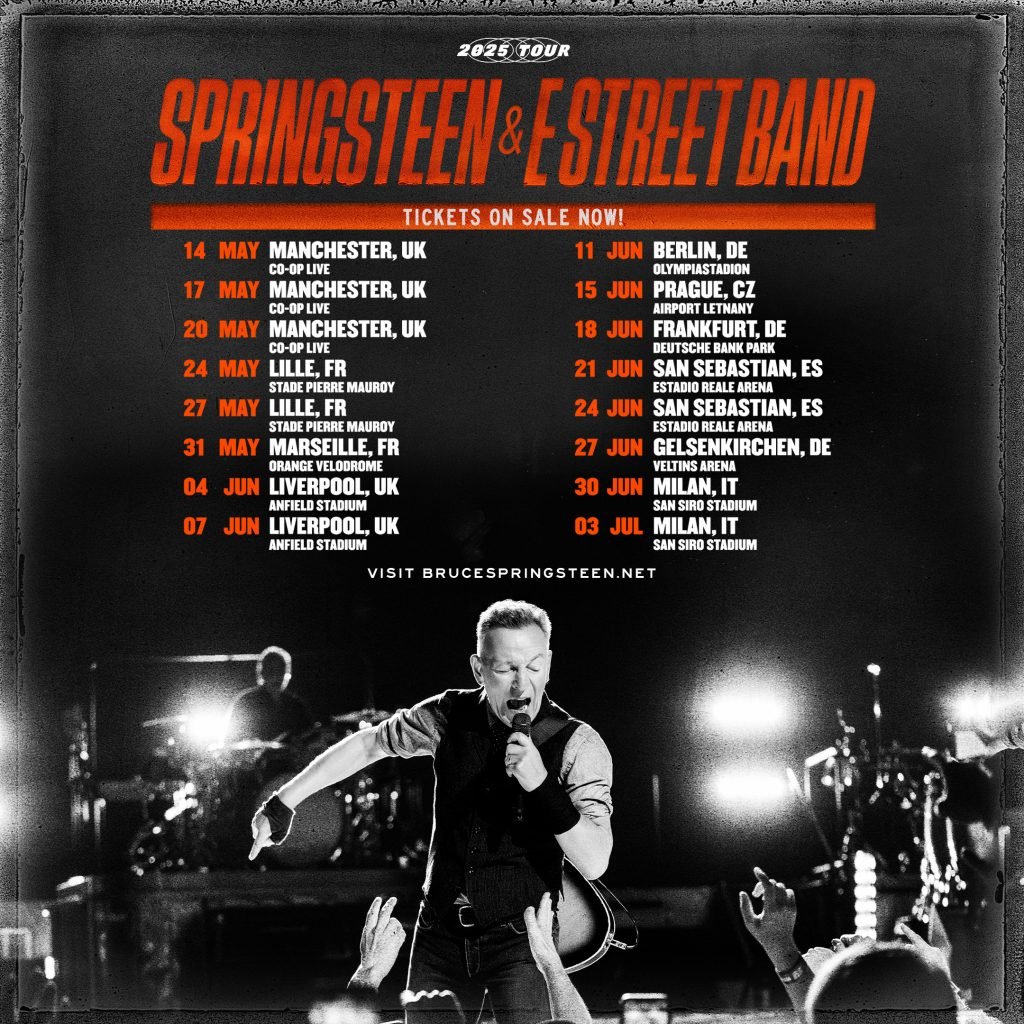 2025 TOUR
SPRINGSTEEN & E STREET BAND
TICKETS ON SALE NOW!
14 MAY MANCHESTER, UK
CO-OP LIVE
17 MAY MANCHESTER, UK
CO-OP LIVE
20 MAY MANCHESTER, UK
CO-OP LIVE
24 MAY LILLE, FR
STADE PIERRE MAUROY
27 MAY LILLE, FR
STADE PIERRE MAUROY
31 MAY MARSEILLE, FR
ORANGE VELODROME
04 JUN LIVERPOOL, UK
ANFIELD STADIUM
07 JUN LIVERPOOL, UK
ANFIELD STADIUM
11 JUN BERLIN, DE
OLYMPIASTADION
15 JUN PRAGUE, CZ
AIRPORT LETNANY
18 JUN FRANKFURT, DE
DEUTSCHE BANK PARK
21 JUN SAN SEBASTIAN, ES
ESTADIO REALE ARENA
24 JUN SAN SEBASTIAN, ES
ESTADIO REALE ARENA
27 JUN GELSENKIRCHEN, DE
VELTINS ARENA
30 JUN MILAN, IT
SAN SIRO STADIUM
03 JUL MILAN, IT
SAN SIRO STADIUM
VISIT BRUCESPRINGSTEEN.NET